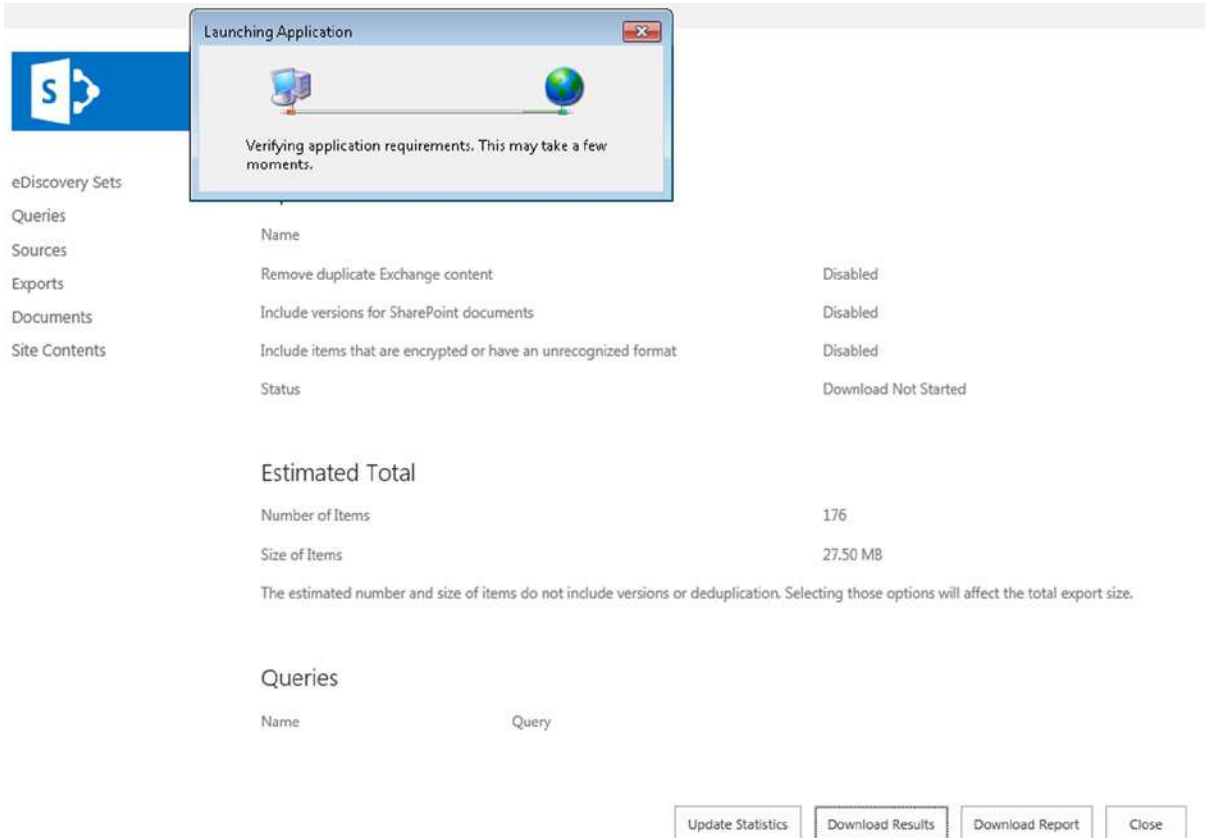 Launching Application
Verifying application requirements. This may take a few
moments.
S
eDiscovery Sets
Queries
Sources
Exports
Documents
Site Contents
Name
Remove duplicate Exchange content Disabled
Include versions for SharePoint documents Disabled
Include items that are encrypted or have an unrecognized format Disabled
Status Download Not Started
Estimated Total
Number of Items 176
Size of Items 27.50 MB
The estimated number and size of items do not include versions or deduplication. Selecting those options will affect the total export size.
Queries
Name Query
Update Statistics Download Results Download Report Close